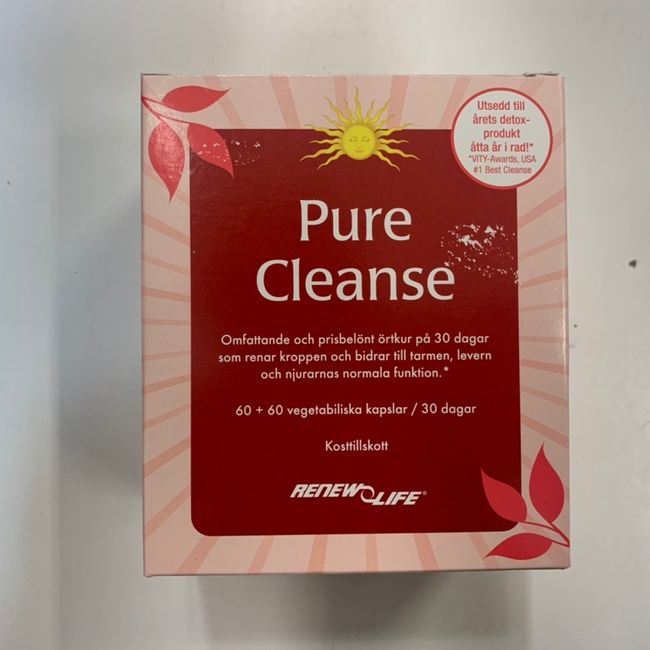 Utsedd till
årets detox-
produkt
åtta år i rad!*
*VITY-Awards, USA
#1 Best Cleanse
Pure
Cleanse
Omfattande och prisbelönt örtkur på 30 dagar
som renar kroppen och bidrar till tarmen, levern
och njurarnas normala funktion.*
60 + 60 vegetabiliska kapslar / 30 dagar
Kosttillskott
RENEW LIFE®